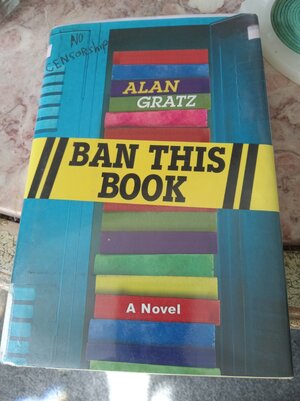 NO
CENSORSHIP
ALAN
GRATZ
BAN THIS
BOOK
A Novel